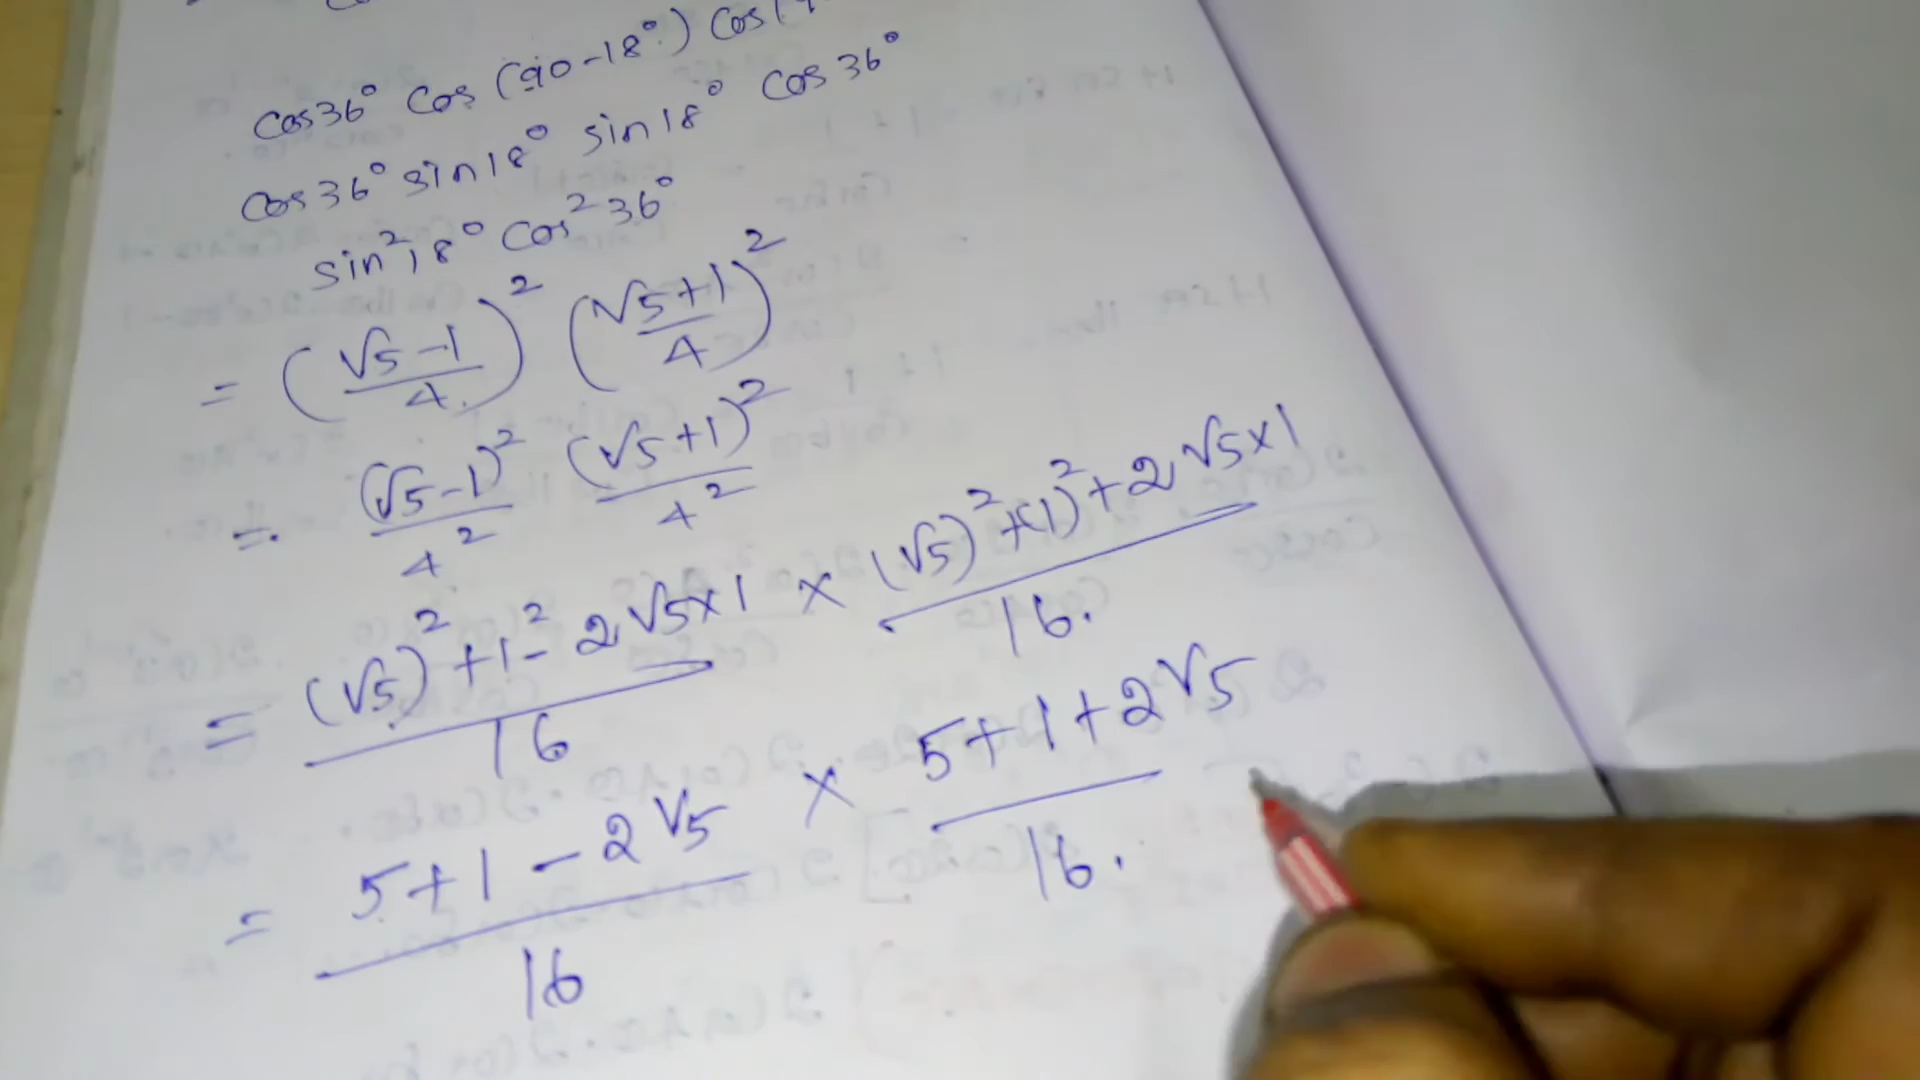 cos36° cos (90-18°) cos(
cos36° sin18° sin18° cos36°
sin²18° cos²36°
= (√5-1/4)² (√5+1/4)²
= (√5-1)²/4² (√5+1)²/4²
= (√5)²+1²-2√5×1/16 × (√5)²+(1)²+2√5×1/16.
= 5+1-2√5/16 × 5+1+2√5/16.